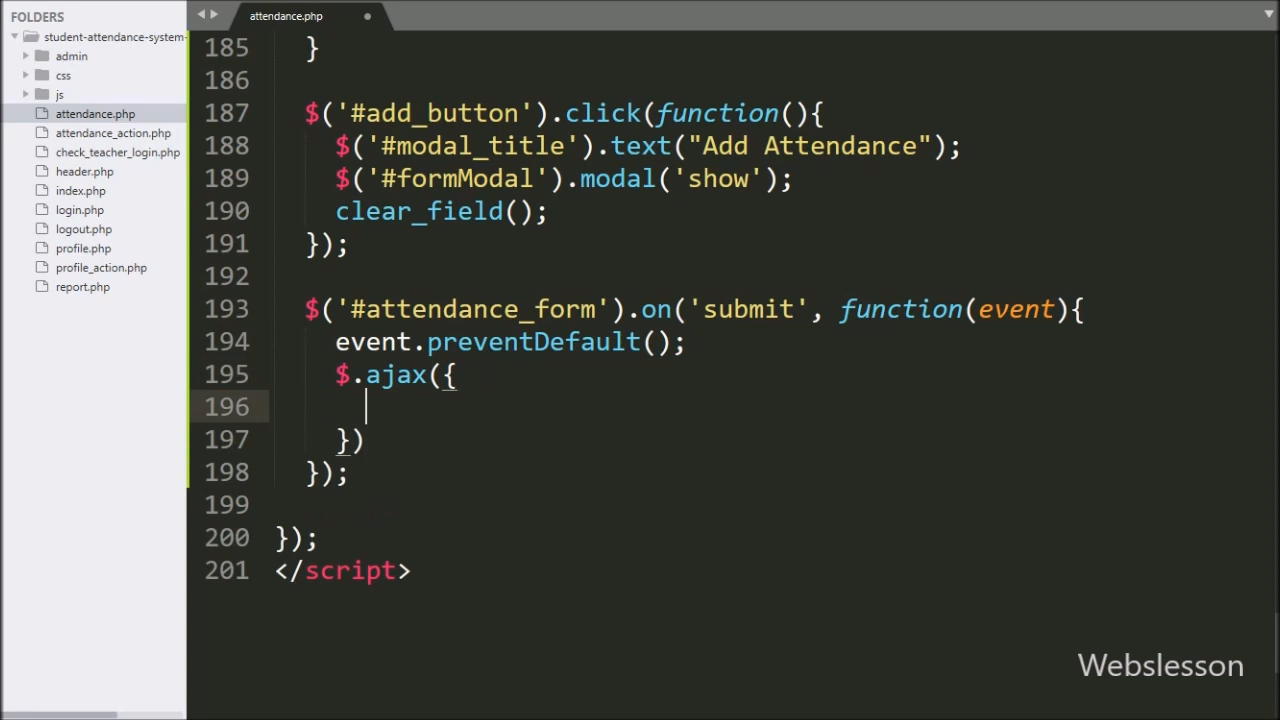 FOLDERS
student-attendance-system-
admin
css
js
attendance.php
attendance_action.php
check_teacher_login.php
header.php
index.php
login.php
logout.php
profile.php
profile_action.php
report.php
attendance.php
185 }
186
187 $('#add_button').click(function(){
188 $('#modal_title').text("Add Attendance");
189 $('#formModal').modal('show');
190 clear_field();
191 });
192
193 $('#attendance_form').on('submit', function(event){
194 event.preventDefault();
195 $.ajax({
196
197 })
198 });
199
200 });
201 </script>
Webslesson